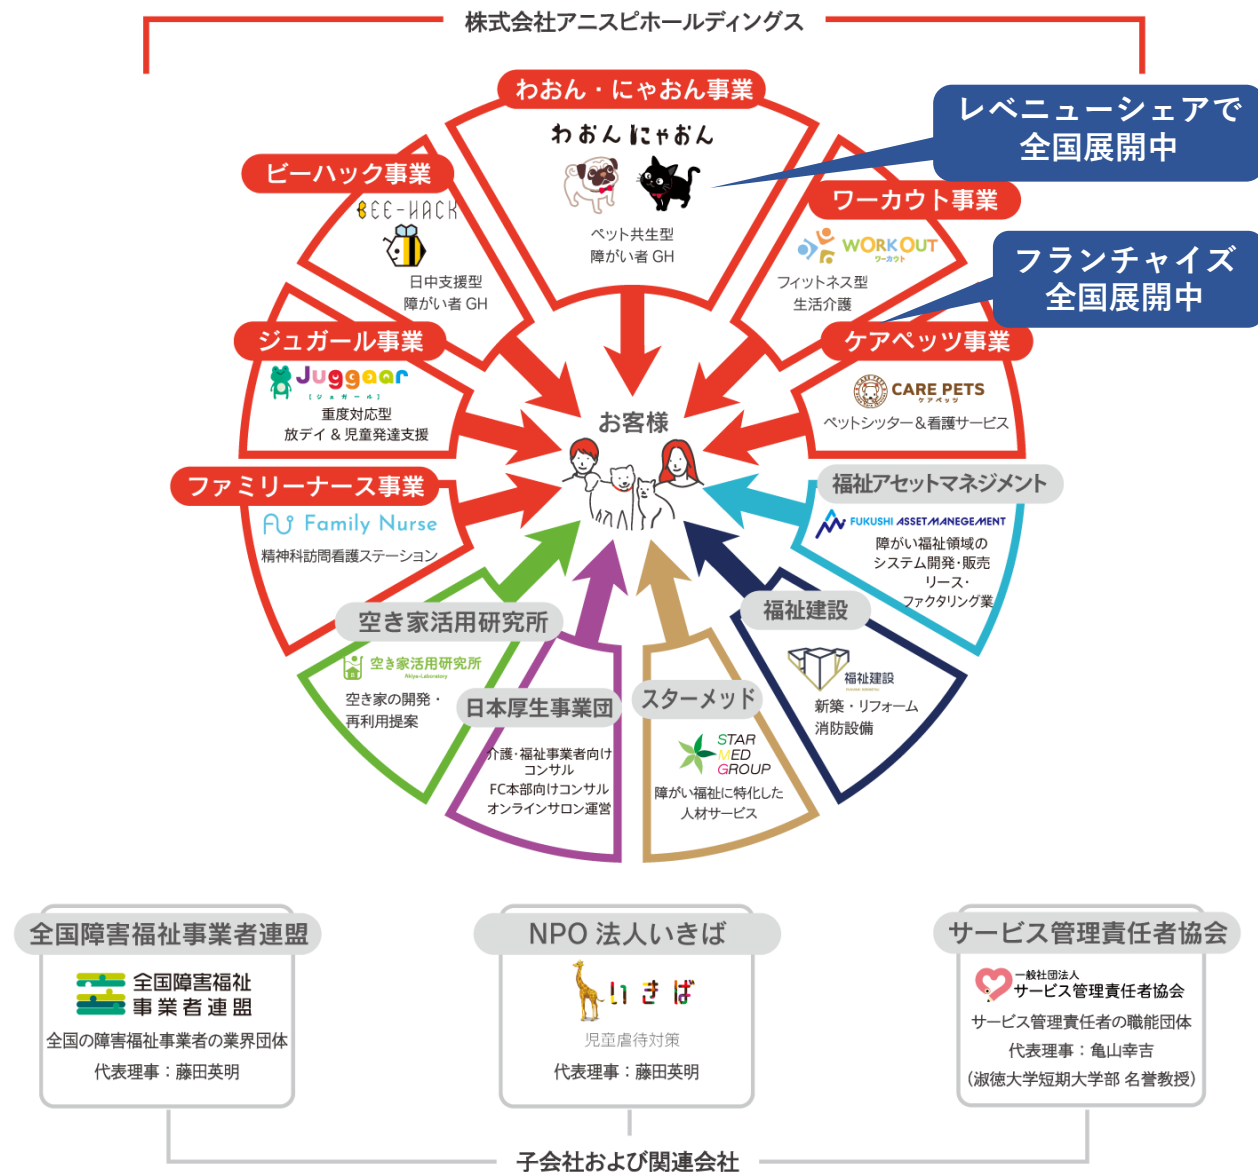 株式会社アニスピホールディングス
わおん・にゃおん事業
わおんにゃおん
ペット共生型
障がい者 GH
レベニューシェアで
全国展開中
ビーハック事業
BEE-HACK
日中支援型
障がい者 GH
ワーカウト事業
WORK OUT
ワーカウト
フィットネス型
生活介護
フランチャイズ
全国展開中
ジュガール事業
Juggaar
[ジュガール]
重度対応型
放デイ & 児童発達支援
ケアペッツ事業
CARE PETS
ケアペッツ
ペットシッター＆看護サービス
お客様
ファミリーナース事業
Family Nurse
精神科訪問看護ステーション
福祉アセットマネジメント
FUKUSHI ASSET MANEGEMENT
障がい福祉領域の
システム開発・販売
リース・
ファクタリング業
空き家活用研究所
空き家活用研究所
Akiya-Laboratory
空き家の開発・
再利用提案
日本厚生事業団
介護・福祉事業者向け
コンサル
FC本部向けコンサル
オンラインサロン運営
スターメッド
STAR
MED
GROUP
障がい福祉に特化した
人材サービス
福祉建設
福祉建設
新築・リフォーム
消防設備
全国障害福祉事業者連盟
全国障害福祉
事業者連盟
全国の障害福祉事業者の業界団体
代表理事：藤田英明
NPO 法人いきば
いきば
児童虐待対策
代表理事：藤田英明
サービス管理責任者協会
一般社団法人
サービス管理責任者協会
サービス管理責任者の職能団体
代表理事：亀山幸吉
(淑徳大学短期大学部 名誉教授)
子会社および関連会社